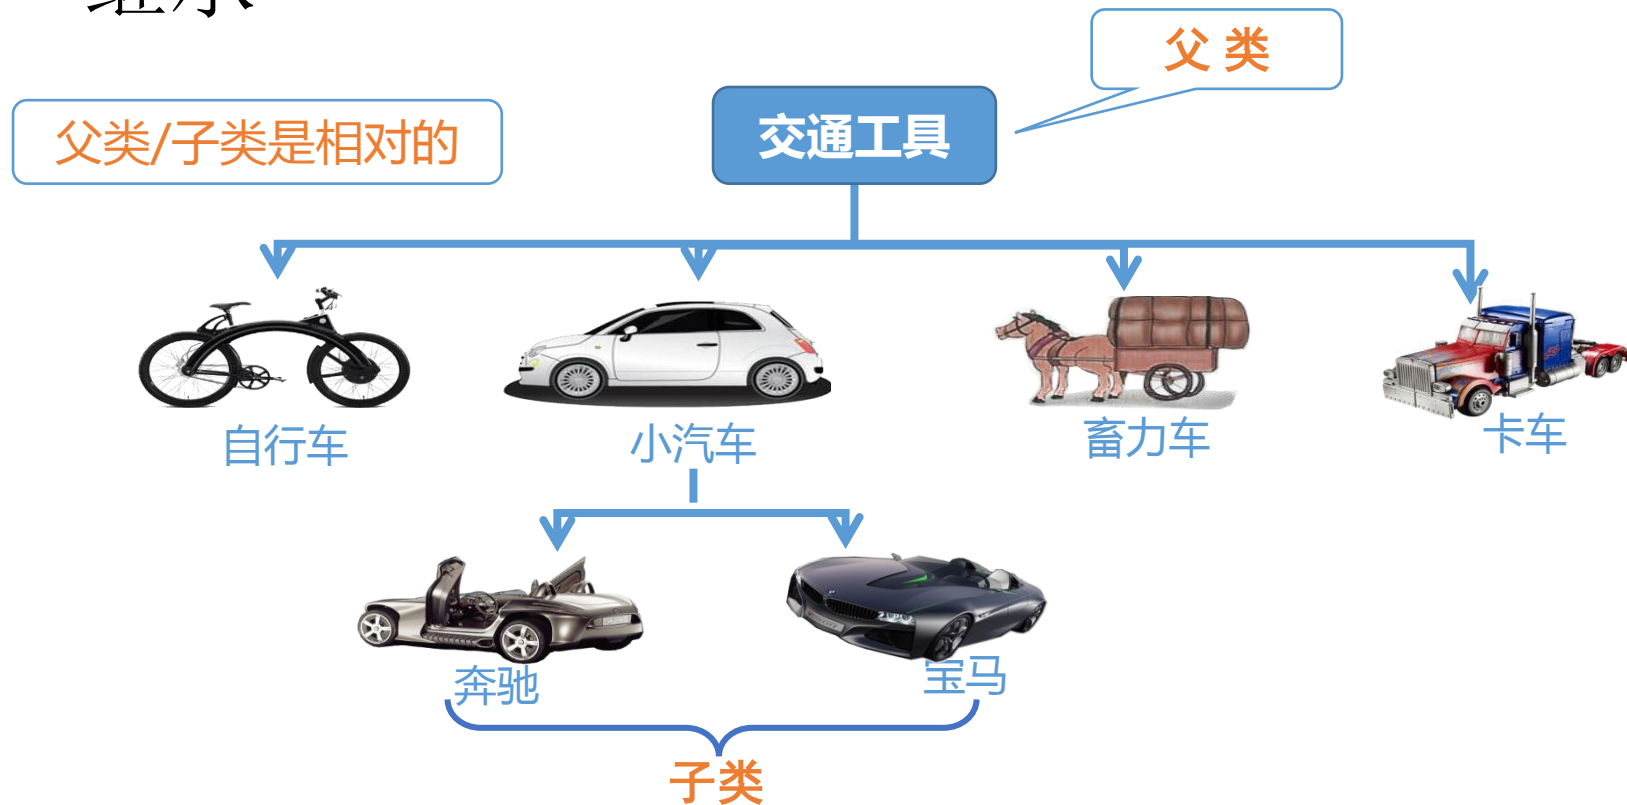 父 类
父类/子类是相对的
交通工具
自行车
小汽车
畜力车
卡车
奔驰
宝马
子类